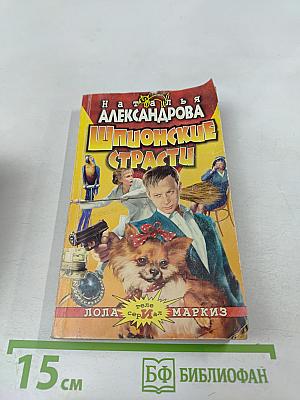 Наталья
АЛЕКСАНДРОВА
ШПИОНСКИЕ
СТРАСТИ
ЛОЛА
теле
серИал
МАРКИЗ
15 см
БФ БИБЛИОФАН